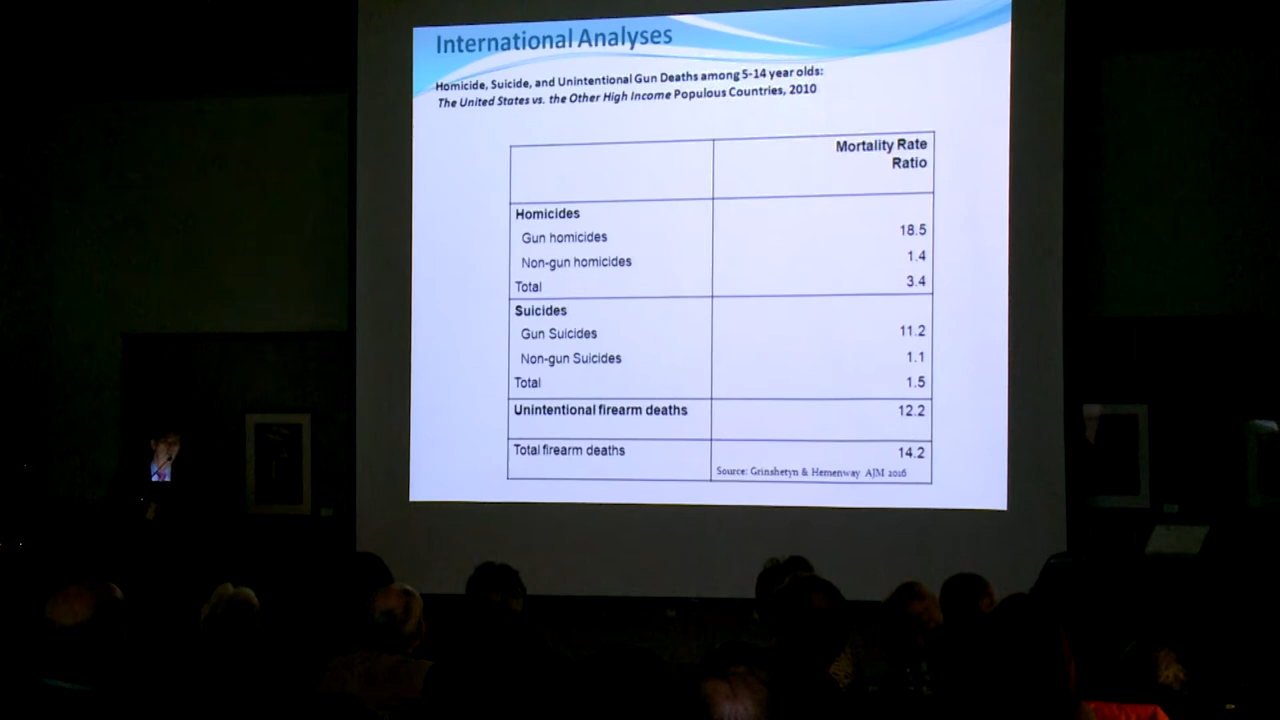 International Analyses
Homicide, Suicide, and Unintentional Gun Deaths among 5-14 year olds:
The United States vs. the Other High Income Populous Countries, 2010
Mortality Rate
Ratio
Homicides
Gun homicides 18.5
Non-gun homicides 1.4
Total 3.4
Suicides
Gun Suicides 11.2
Non-gun Suicides 1.1
Total 1.5
Unintentional firearm deaths 12.2
Total firearm deaths 14.2
Source: Grinshteyn & Hemenway AJM 2016